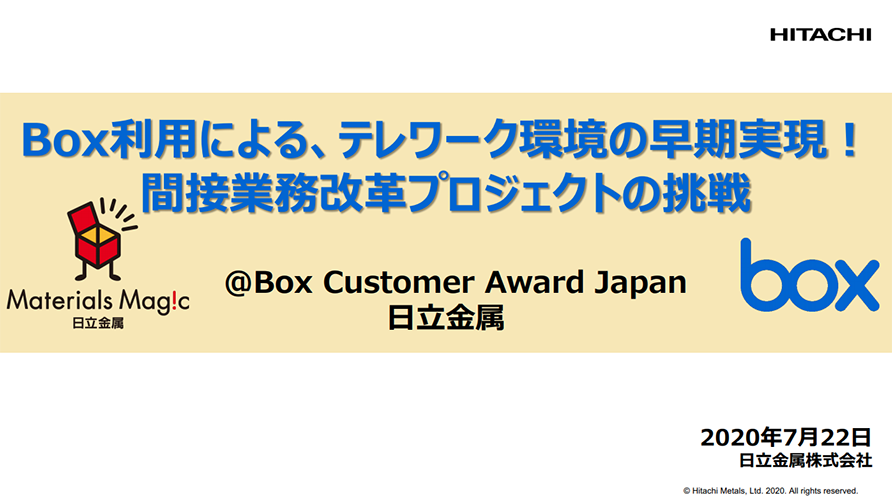 HITACHI
Box利用による、テレワーク環境の早期実現！
間接業務改革プロジェクトの挑戦
Materials Mag!c
日立金属
@Box Customer Award Japan
日立金属
box
2020年7月22日
日立金属株式会社
© Hitachi Metals, Ltd. 2020. All rights reserved.